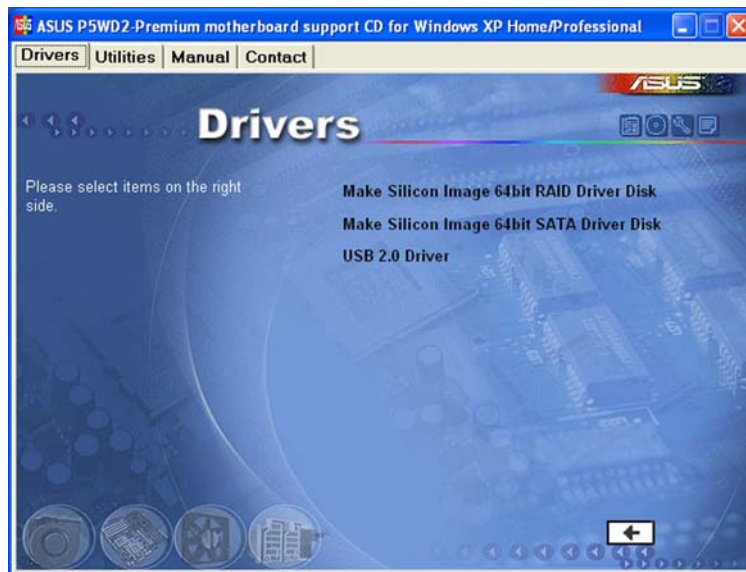 ASUS P5WD2-Premium motherboard support CD for Windows XP Home/Professional
Drivers Utilities Manual Contact
ASUS
Drivers
Please select items on the right
side.
Make Silicon Image 64bit RAID Driver Disk
Make Silicon Image 64bit SATA Driver Disk
USB 2.0 Driver